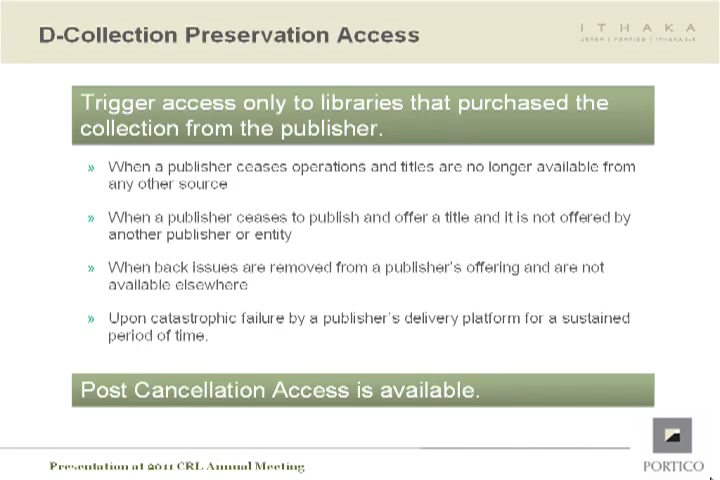 D-Collection Preservation Access
ITHAKA
JSTOR | PORTICO | ITHAKA S+R
Trigger access only to libraries that purchased the
collection from the publisher.
» When a publisher ceases operations and titles are no longer available from
any other source
» When a publisher ceases to publish and offer a title and it is not offered by
another publisher or entity
» When back issues are removed from a publisher's offering and are not
available elsewhere
» Upon catastrophic failure by a publisher's delivery platform for a sustained
period of time.
Post Cancellation Access is available.
Presentation at 2011 CRL Annual Meeting
PORTICO